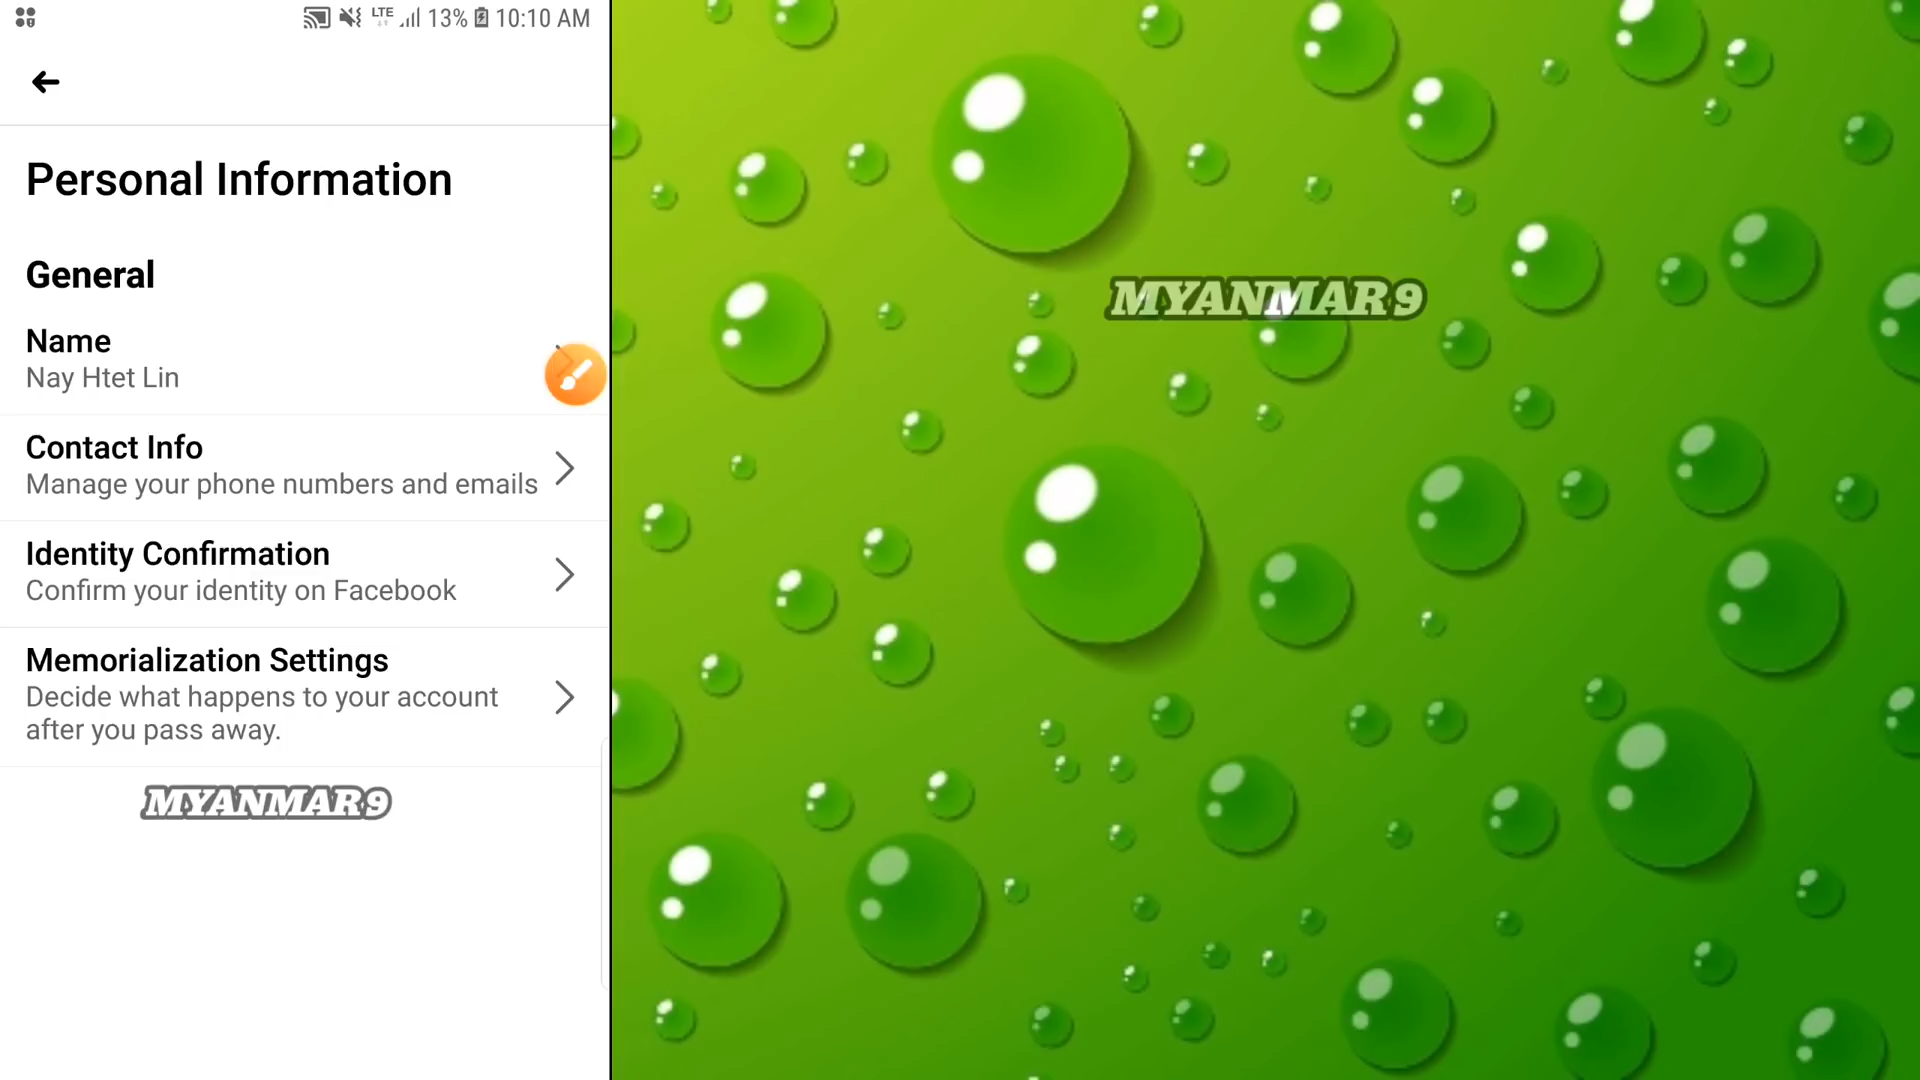 LTE 13% 10:10 AM
Personal Information
General
Name
Nay Htet Lin
Contact Info
Manage your phone numbers and emails
Identity Confirmation
Confirm your identity on Facebook
Memorialization Settings
Decide what happens to your account
after you pass away.
MYANMAR9
MYANMAR9